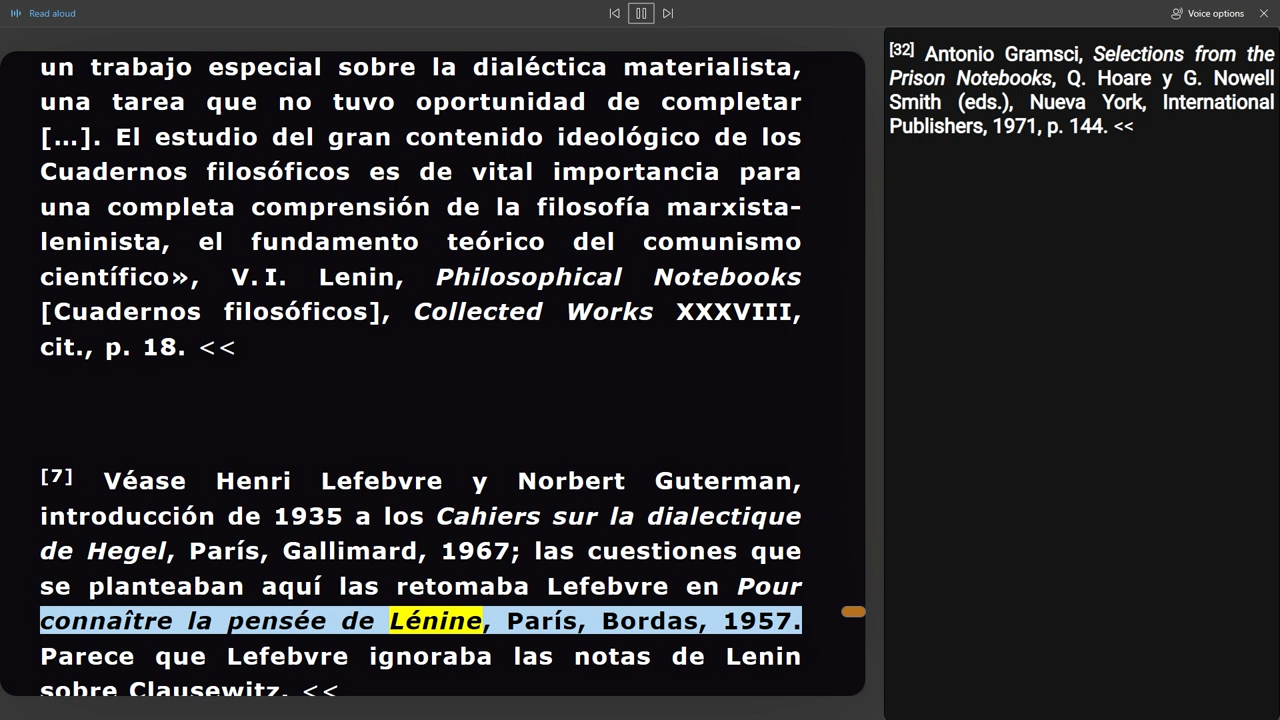 Read aloud
Voice options
un trabajo especial sobre la dialéctica materialista,
una tarea que no tuvo oportunidad de completar
[…]. El estudio del gran contenido ideológico de los
Cuadernos filosóficos es de vital importancia para
una completa comprensión de la filosofía marxista-
leninista, el fundamento teórico del comunismo
científico», V. I. Lenin, Philosophical Notebooks
[Cuadernos filosóficos], Collected Works XXXVIII,
cit., p. 18. <<
[7] Véase Henri Lefebvre y Norbert Guterman,
introducción de 1935 a los Cahiers sur la dialectique
de Hegel, París, Gallimard, 1967; las cuestiones que
se planteaban aquí las retomaba Lefebvre en Pour
connaître la pensée de Lénine, París, Bordas, 1957.
Parece que Lefebvre ignoraba las notas de Lenin
sobre Clausewitz. <<
[32] Antonio Gramsci, Selections from the
Prison Notebooks, Q. Hoare y G. Nowell
Smith (eds.), Nueva York, International
Publishers, 1971, p. 144. <<